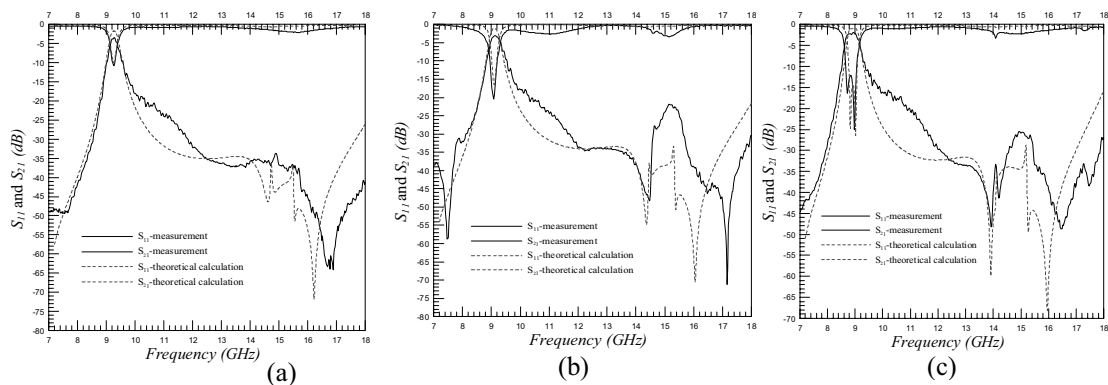 7 8 9 10 11 12 13 14 15 16 17 18
0
-5
-10
-15
-20
-25
-30
-35
-40
-45
-50
-55
-60
-65
-70
-75
-80
S11 and S21 (dB)
S11-measurement
S21-measurement
S11-theoretical calculation
S21-theoretical calculation
7 8 9 10 11 12 13 14 15 16 17 18
Frequency (GHz)
(a)
7 8 9 10 11 12 13 14 15 16 17 18
0
-5
-10
-15
-20
-25
-30
-35
-40
-45
-50
-55
-60
-65
-70
-75
-80
S11 and S21 (dB)
S11-measurement
S21-measurement
S11-theoretical calculation
S21-theoretical calculation
7 8 9 10 11 12 13 14 15 16 17 18
Frequency (GHz)
(b)
7 8 9 10 11 12 13 14 15 16 17 18
0
-5
-10
-15
-20
-25
-30
-35
-40
-45
-50
-55
-60
-65
-70
S11 and S21 (dB)
S11-measurement
S21-measurement
S11-theoretical calculation
S21-theoretical calculation
7 8 9 10 11 12 13 14 15 16 17 18
Frequency (GHz)
(c)